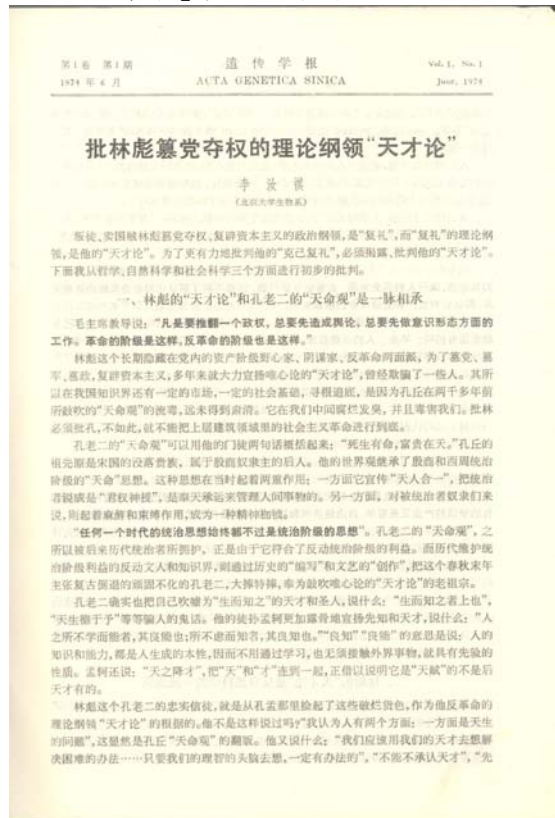 第1卷 第1期 遗传学报 Vol. 1, No. 1
1974年6月 ACTA GENETICA SINICA June, 1974
批林彪篡党夺权的理论纲领“天才论”
李汝祺
(北京大学生物系)
叛徒、卖国贼林彪篡党夺权、复辟资本主义的政治纲领,是“复礼”,而“复礼”的理论纲
领,是他的“天才论”。为了更有力地批判他的“克己复礼”,必须揭露、批判他的“天才论”。
下面我从哲学、自然科学和社会科学三个方面进行初步的批判。
一、林彪的“天才论”和孔老二的“天命观”是一脉相承
毛主席教导说:“凡是要推翻一个政权,总要先造成舆论,总要先做意识形态方面的
工作。革命的阶级是这样,反革命的阶级也是这样。”
林彪这个长期隐藏在党内的资产阶级野心家、阴谋家、反革命两面派,为了篡党、篡
军、篡政,复辟资本主义,多年来就大力宣扬唯心论的“天才论”,曾经欺骗了一些人。其所
以在我国知识界还有一定的市场,一定的社会基础,寻根追底,是因为孔丘在两千多年前
所鼓吹的“天命观”的流毒,远未得到肃清。它在我们中间腐烂发臭,并且毒害我们。批林
必须批孔,不如此,就不能把上层建筑领域里的社会主义革命进行到底。
孔老二的“天命观”可以用他的门徒两句话概括起来:“死生有命,富贵在天。”孔丘的
祖先原是宋国的没落贵族,属于殷商奴隶主的后人。他的世界观继承了殷商和西周统治
阶级的“天命”思想。这种思想在当时起着两重作用:一方面它宣传“天人合一”,把统治
者说成是“君权神授”,是奉天承运来管理人间事物的。另一方面,对被统治者奴隶们来
说,则起着麻醉和束缚作用,成为一种精神枷锁。
“任何一个时代的统治思想始终都不过是统治阶级的思想”。孔老二的“天命观”,之
所以被后来历代统治者所拥护,正是由于它符合了反动统治阶级的利益。而历代维护统
治阶级利益的反动文人和知识界,则通过历史的“编写”和文艺的“创作”,把这个春秋末年
主张复古倒退的顽固不化的孔老二,大捧特捧,奉为鼓吹唯心论的“天才论”的老祖宗。
孔老二确实也把自己吹嘘为“生而知之”的天才和圣人,说什么:“生而知之者上也”,
“天生德于予”等等骗人的鬼话。他的徒孙孟轲更加露骨地宣扬先知和天才,说什么:“人
之所不学而能者,其良能也;所不虑而知者,其良知也。”“良知”“良能”的意思是说:人的
知识和能力,都是人生成的本性,因而不用通过学习,也无须接触外界事物,就具有先验的
性质。孟轲还说:“天之降才”,把“天”和“才”连到一起,正借以说明它是“天赋”的不是后
天才有的。
林彪这个孔老二的忠实信徒,就是从孔孟那里捡起了这些破烂货色,作为他反革命的
理论纲领“天才论”的根据的。他不是这样说过吗?“我认为人有两个方面:一方面是天生
的问题”,这显然是孔丘“天命观”的翻版。他又说什么:“我们应该用我们的天才去想解
决困难的办法……只要我们的理智的头脑去想,一定有办法的”,“不能不承认天才”,“先